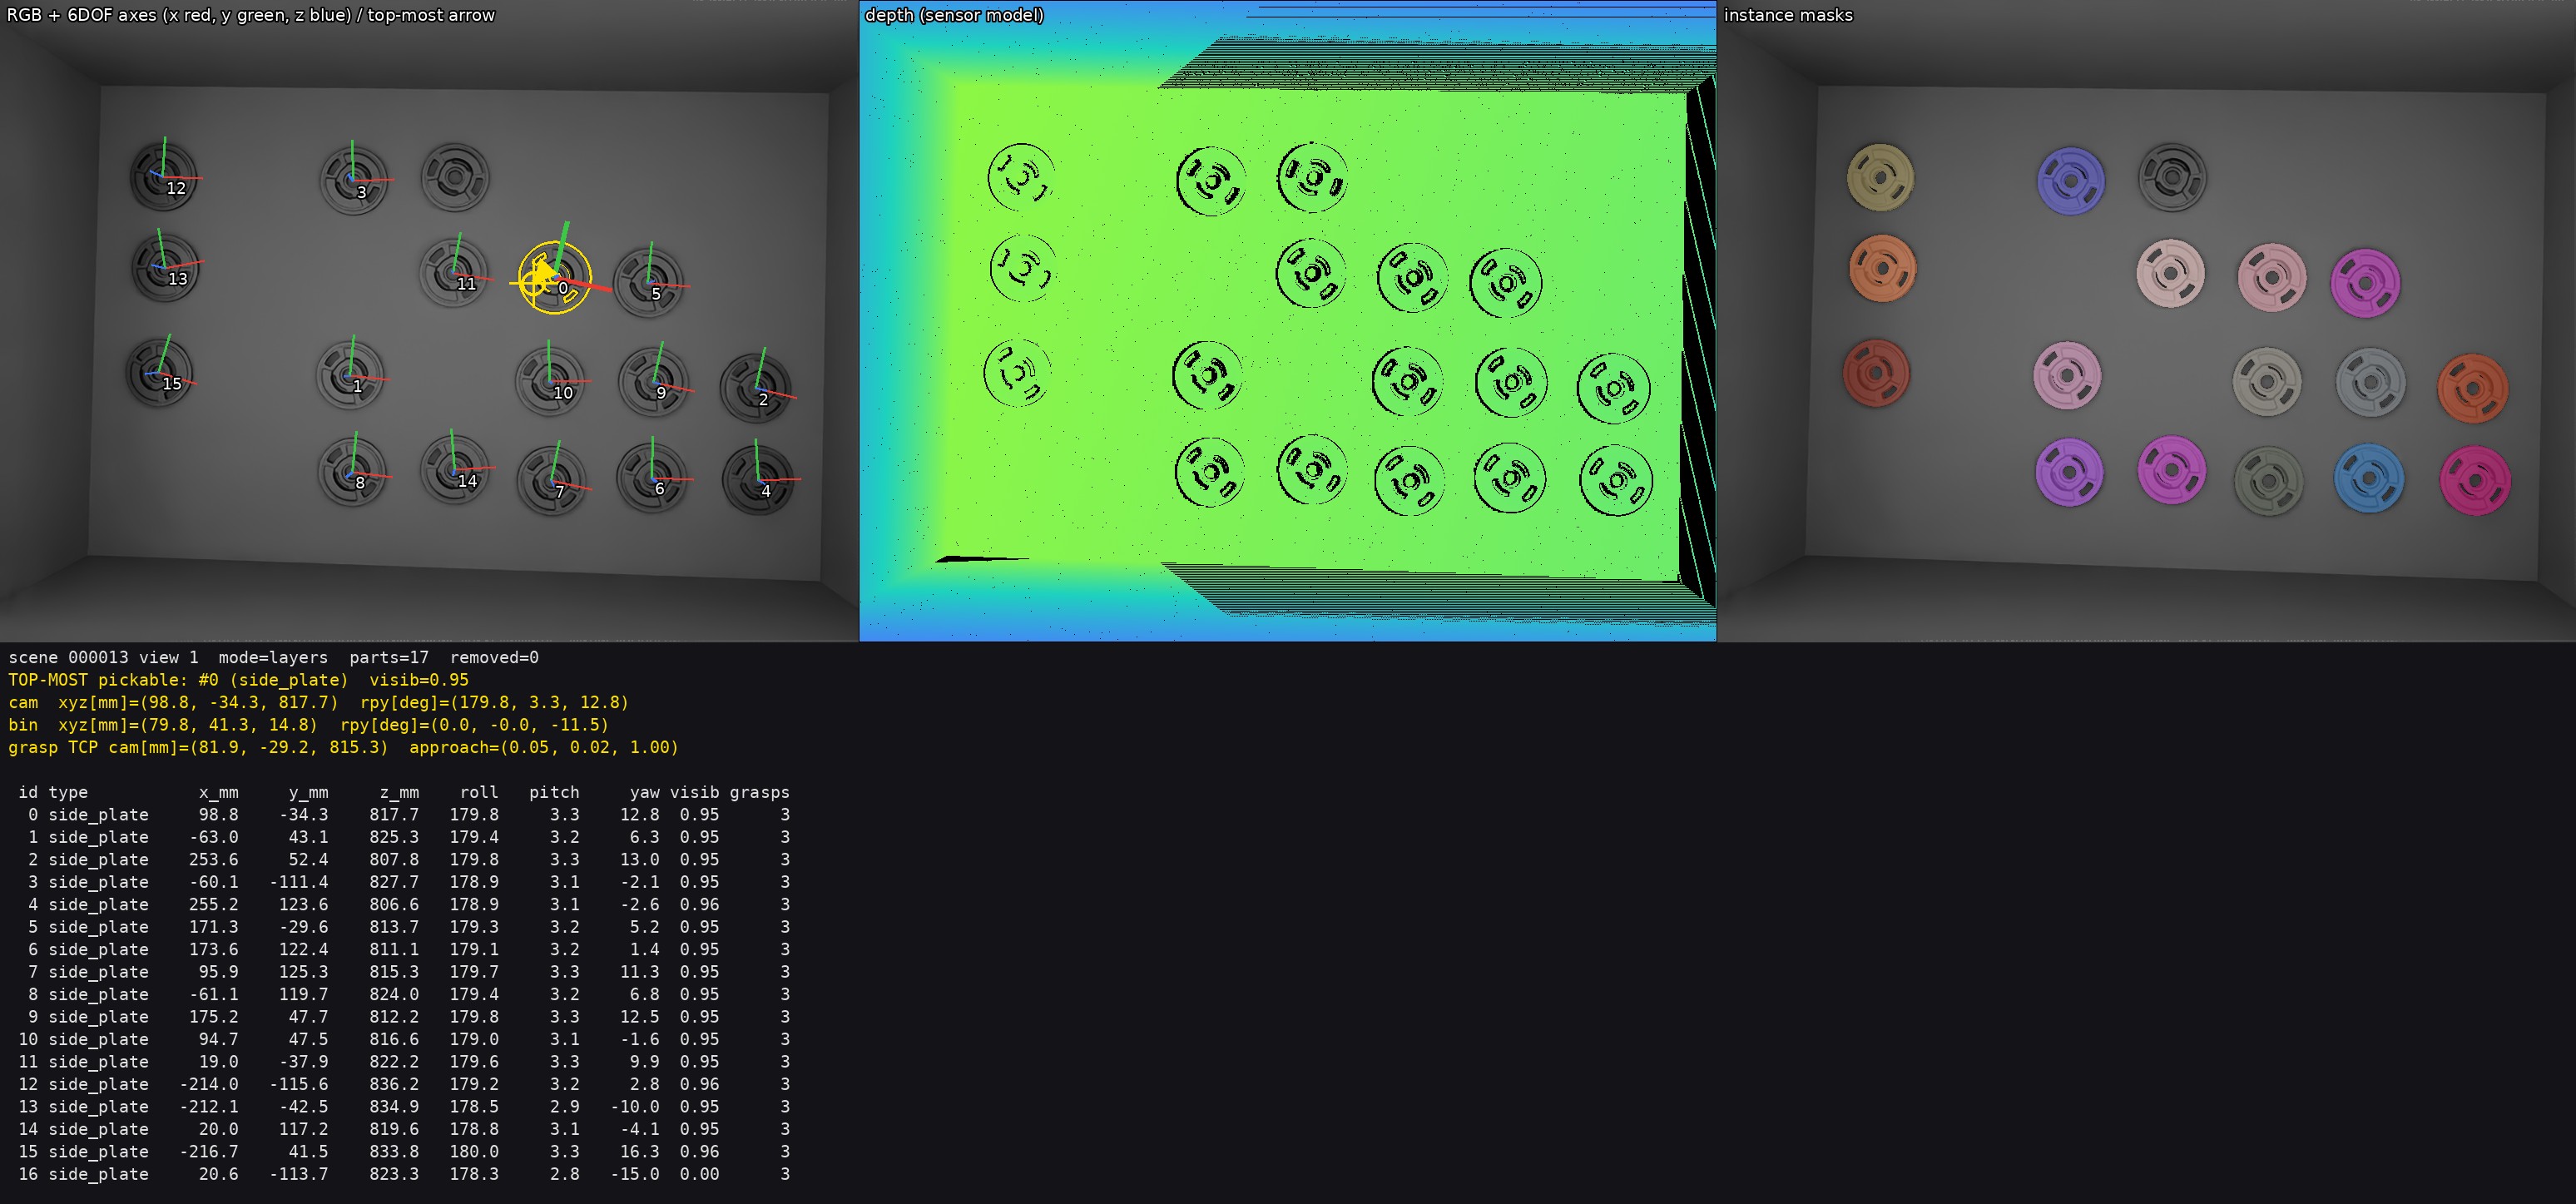 RGB + 6DOF axes (x red, y green, z blue) / top-most arrow
depth (sensor model)
instance masks
12
3
13
11
0
5
15
1
10
9
2
8
14
7
6
4
scene 000013 view 1  mode=layers  parts=17  removed=0
TOP-MOST pickable: #0 (side_plate)  visib=0.95
cam  xyz[mm]=(98.8, -34.3, 817.7)  rpy[deg]=(179.8, 3.3, 12.8)
bin  xyz[mm]=(79.8, 41.3, 14.8)  rpy[deg]=(0.0, -0.0, -11.5)
grasp TCP cam[mm]=(81.9, -29.2, 815.3)  approach=(0.05, 0.02, 1.00)
id type x_mm y_mm z_mm roll pitch yaw visib grasps
0 side_plate 98.8 -34.3 817.7 179.8 3.3 12.8 0.95 3
1 side_plate -63.0 43.1 825.3 179.4 3.2 6.3 0.95 3
2 side_plate 253.6 52.4 807.8 179.8 3.3 13.0 0.95 3
3 side_plate -60.1 -111.4 827.7 178.9 3.1 -2.1 0.95 3
4 side_plate 255.2 123.6 806.6 178.9 3.1 -2.6 0.96 3
5 side_plate 171.3 -29.6 813.7 179.3 3.2 5.2 0.95 3
6 side_plate 173.6 122.4 811.1 179.1 3.2 1.4 0.95 3
7 side_plate 95.9 125.3 815.3 179.7 3.3 11.3 0.95 3
8 side_plate -61.1 119.7 824.0 179.4 3.2 6.8 0.95 3
9 side_plate 175.2 47.7 812.2 179.8 3.3 12.5 0.95 3
10 side_plate 94.7 47.5 816.6 179.0 3.1 -1.6 0.95 3
11 side_plate 19.0 -37.9 822.2 179.6 3.3 9.9 0.95 3
12 side_plate -214.0 -115.6 836.2 179.2 3.2 2.8 0.96 3
13 side_plate -212.1 -42.5 834.9 178.5 2.9 -10.0 0.95 3
14 side_plate 20.0 117.2 819.6 178.8 3.1 -4.1 0.95 3
15 side_plate -216.7 41.5 833.8 180.0 3.3 16.3 0.96 3
16 side_plate 20.6 -113.7 823.3 178.3 2.8 -15.0 0.00 3